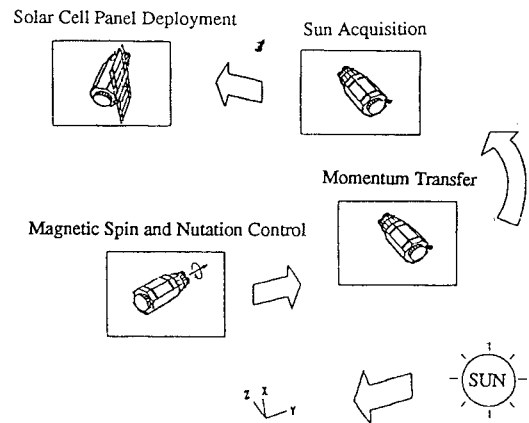 Solar Cell Panel Deployment
Sun Acquisition
Momentum Transfer
Magnetic Spin and Nutation Control
SUN
Z X Y